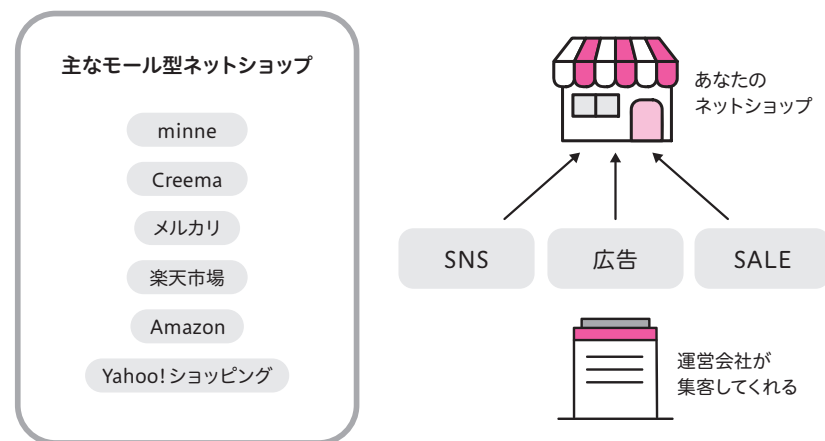 主なモール型ネットショップ
minne
Creema
メルカリ
楽天市場
Amazon
Yahoo!ショッピング
あなたの
ネットショップ
SNS
広告
SALE
運営会社が
集客してくれる